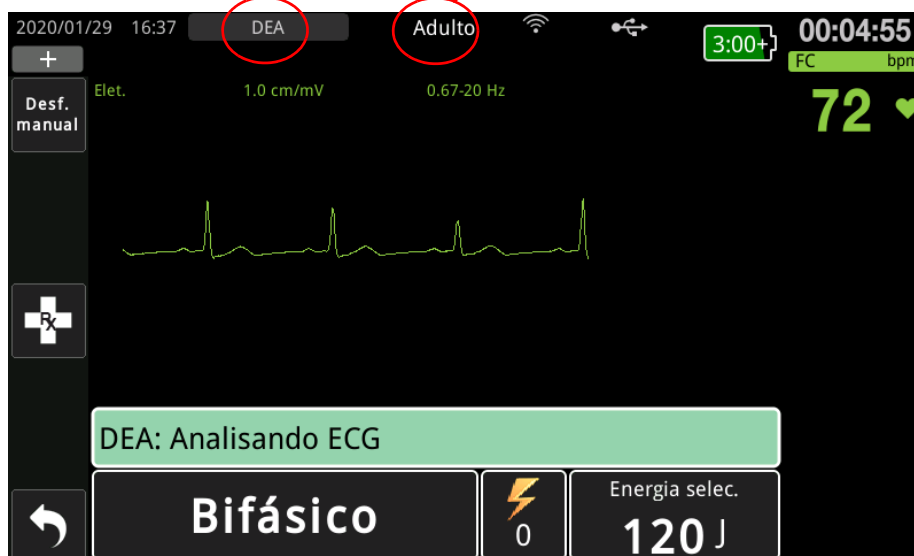 2020/01/29 16:37 DEA Adulto 3:00+ 00:04:55
+ FC bpm
Elet. 1.0 cm/mV 0.67-20 Hz
Desf.
manual
72
Rx
DEA: Analisando ECG
Bifásico 0 Energia selec.
120 J